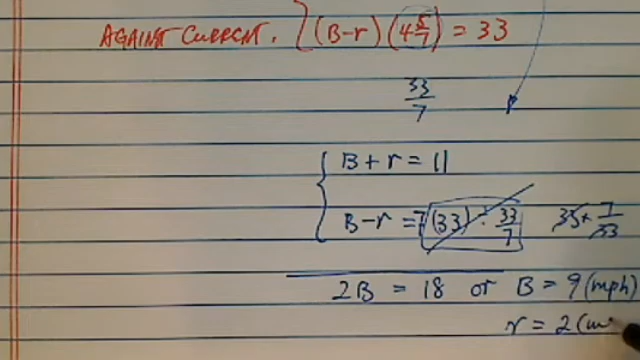 AGAINST CURRENT. (B-r)(4 5/7) = 33
33/7
B+r = 11
B-r = 7 (33) ÷ 33/7 33 × 7/33
2B = 18 or B = 9 (mph)
r = 2 (m